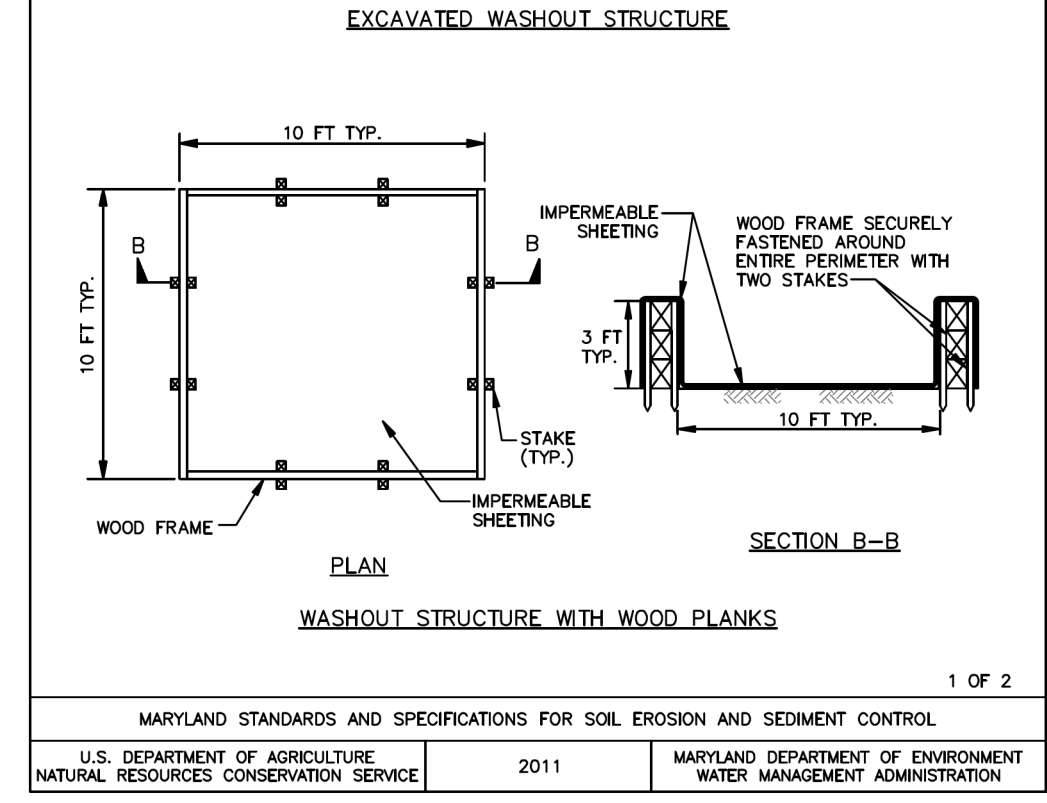 EXCAVATED WASHOUT STRUCTURE
10 FT TYP.
10 FT TYP.
B
B
STAKE
(TYP.)
IMPERMEABLE
SHEETING
WOOD FRAME
PLAN
IMPERMEABLE
SHEETING
WOOD FRAME SECURELY
FASTENED AROUND
ENTIRE PERIMETER WITH
TWO STAKES
3 FT
TYP.
10 FT TYP.
SECTION B-B
WASHOUT STRUCTURE WITH WOOD PLANKS
1 OF 2
MARYLAND STANDARDS AND SPECIFICATIONS FOR SOIL EROSION AND SEDIMENT CONTROL
U.S. DEPARTMENT OF AGRICULTURE
NATURAL RESOURCES CONSERVATION SERVICE
2011
MARYLAND DEPARTMENT OF ENVIRONMENT
WATER MANAGEMENT ADMINISTRATION